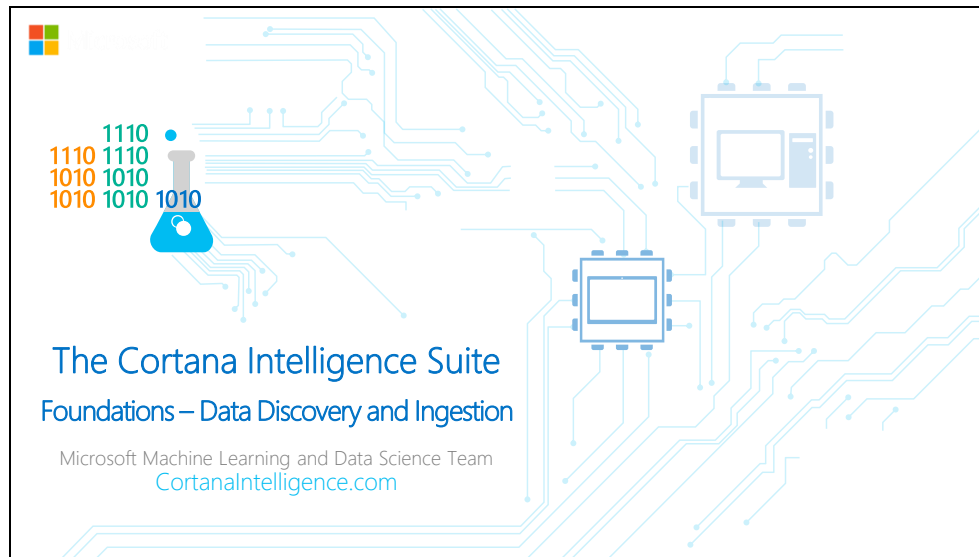 1110
1110 1110
1010 1010
1010 1010 1010
The Cortana Intelligence Suite
Foundations – Data Discovery and Ingestion
Microsoft Machine Learning and Data Science Team
CortanaIntelligence.com